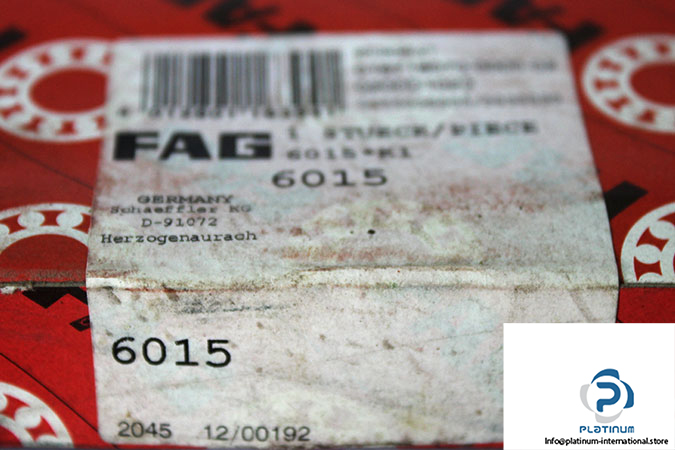 FAG
1 STUECK/PIECE
6015*K1
6015
GERMANY
Schaeffler KG
D-91072
Herzogenaurach
6015
2045 12/00192
PLATINUM
Info@platinum-international.store